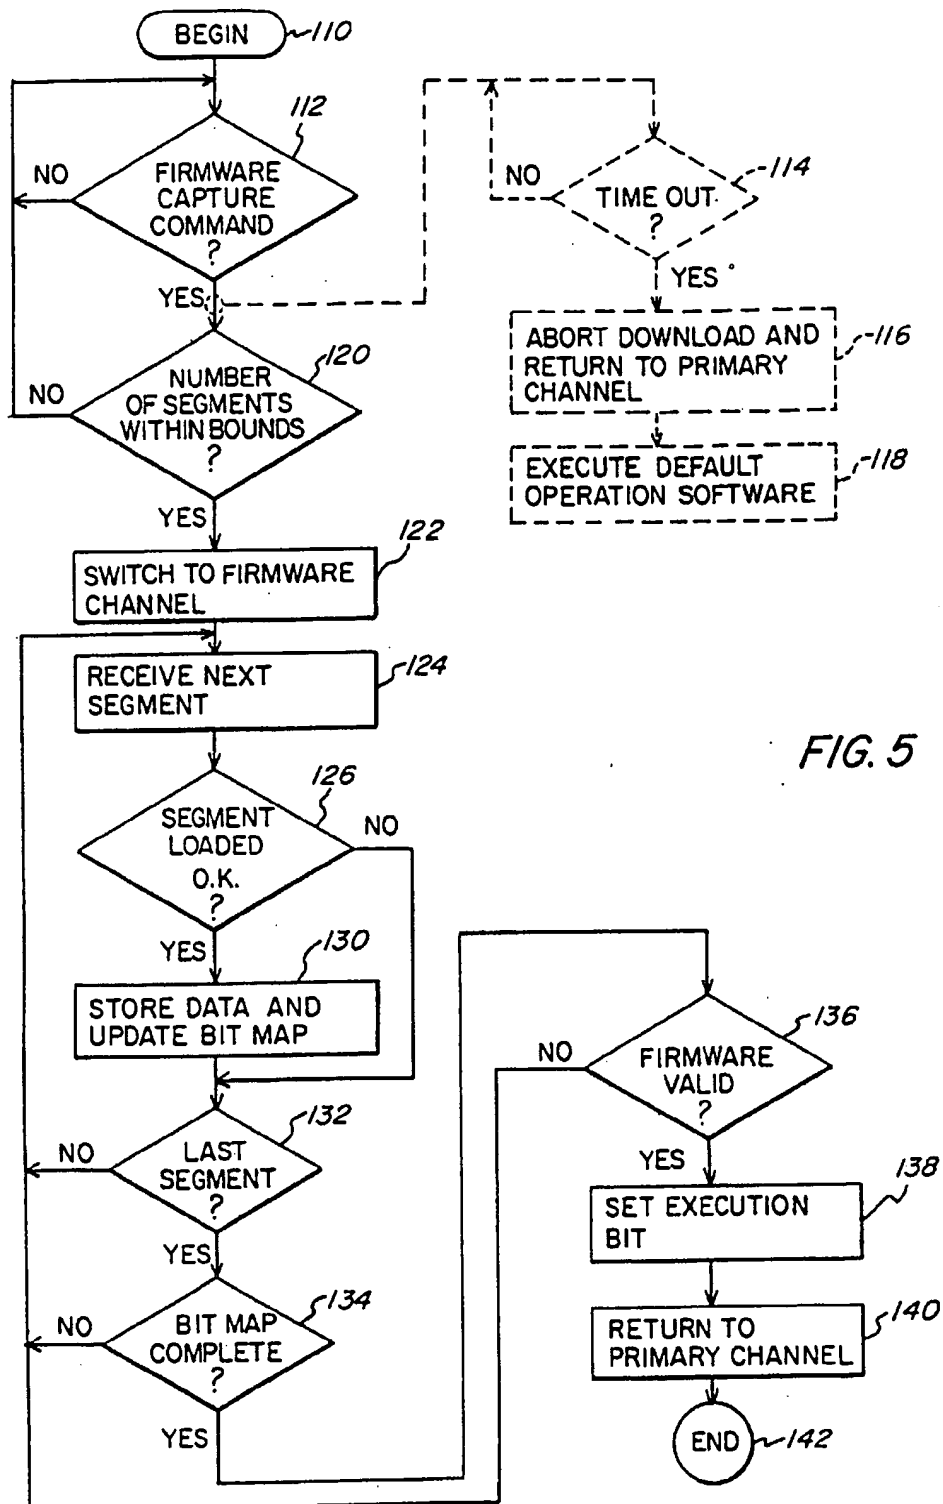 BEGIN
110
112
FIRMWARE
CAPTURE
COMMAND
?
NO
YES
114
TIME OUT
?
NO
YES
116
ABORT DOWNLOAD AND
RETURN TO PRIMARY
CHANNEL
118
EXECUTE DEFAULT
OPERATION SOFTWARE
120
NUMBER
OF SEGMENTS
WITHIN BOUNDS
?
NO
YES
122
SWITCH TO FIRMWARE
CHANNEL
124
RECEIVE NEXT
SEGMENT
FIG. 5
126
SEGMENT
LOADED
O.K.
?
NO
YES
130
STORE DATA AND
UPDATE BIT MAP
132
LAST
SEGMENT
?
NO
YES
134
BIT MAP
COMPLETE
?
NO
YES
136
FIRMWARE
VALID
?
NO
YES
138
SET EXECUTION
BIT
140
RETURN TO
PRIMARY CHANNEL
END
142